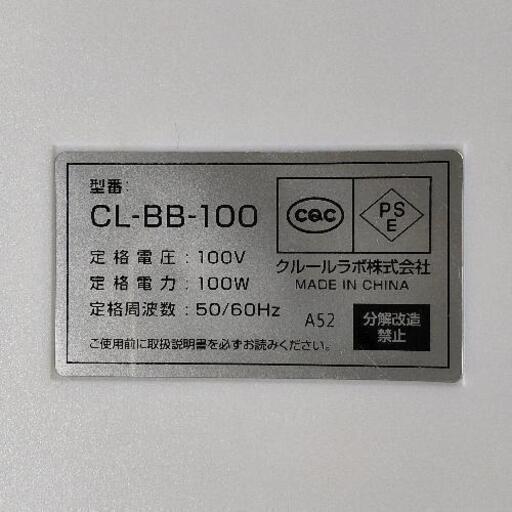 型番:
CL-BB-100
定格電圧:100V
定格電力:100W
定格周波数:50/60Hz
ご使用前に取扱説明書を必ずお読みください。
CQC
PS
E
クルールラボ株式会社
MADE IN CHINA
A52
分解改造
禁止